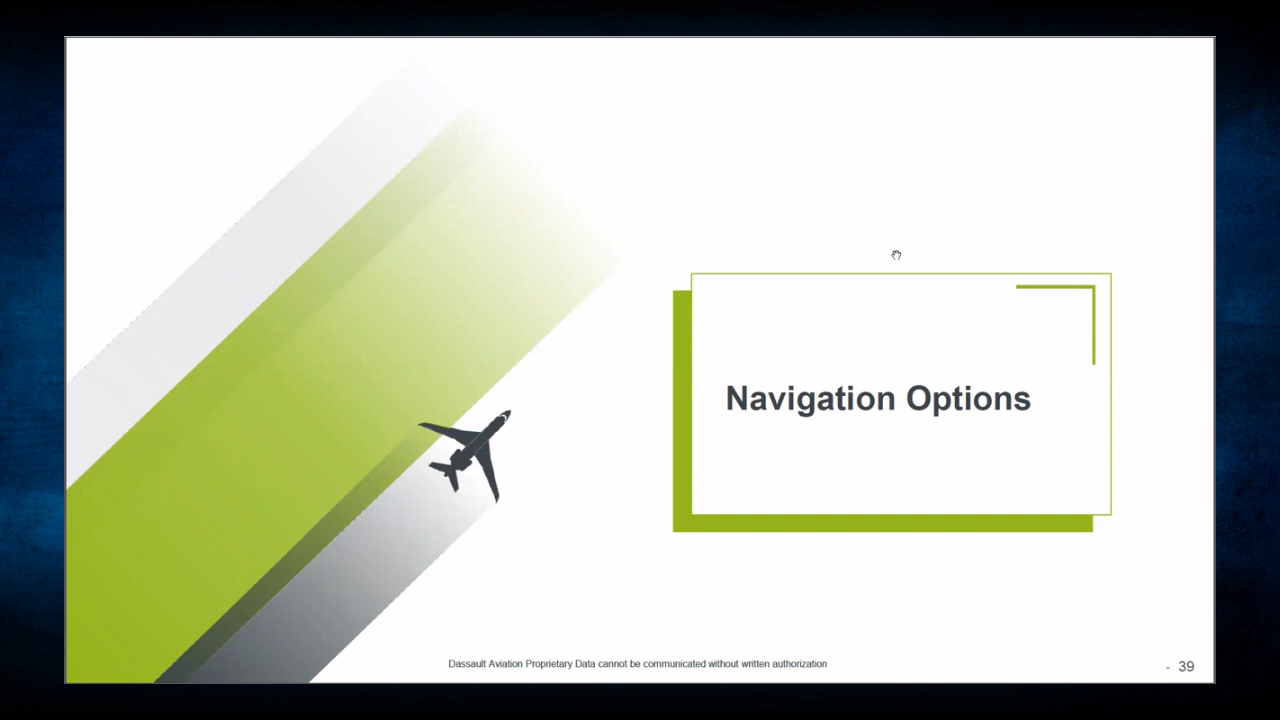 Navigation Options
Dassault Aviation Proprietary Data cannot be communicated without written authorization
- 39